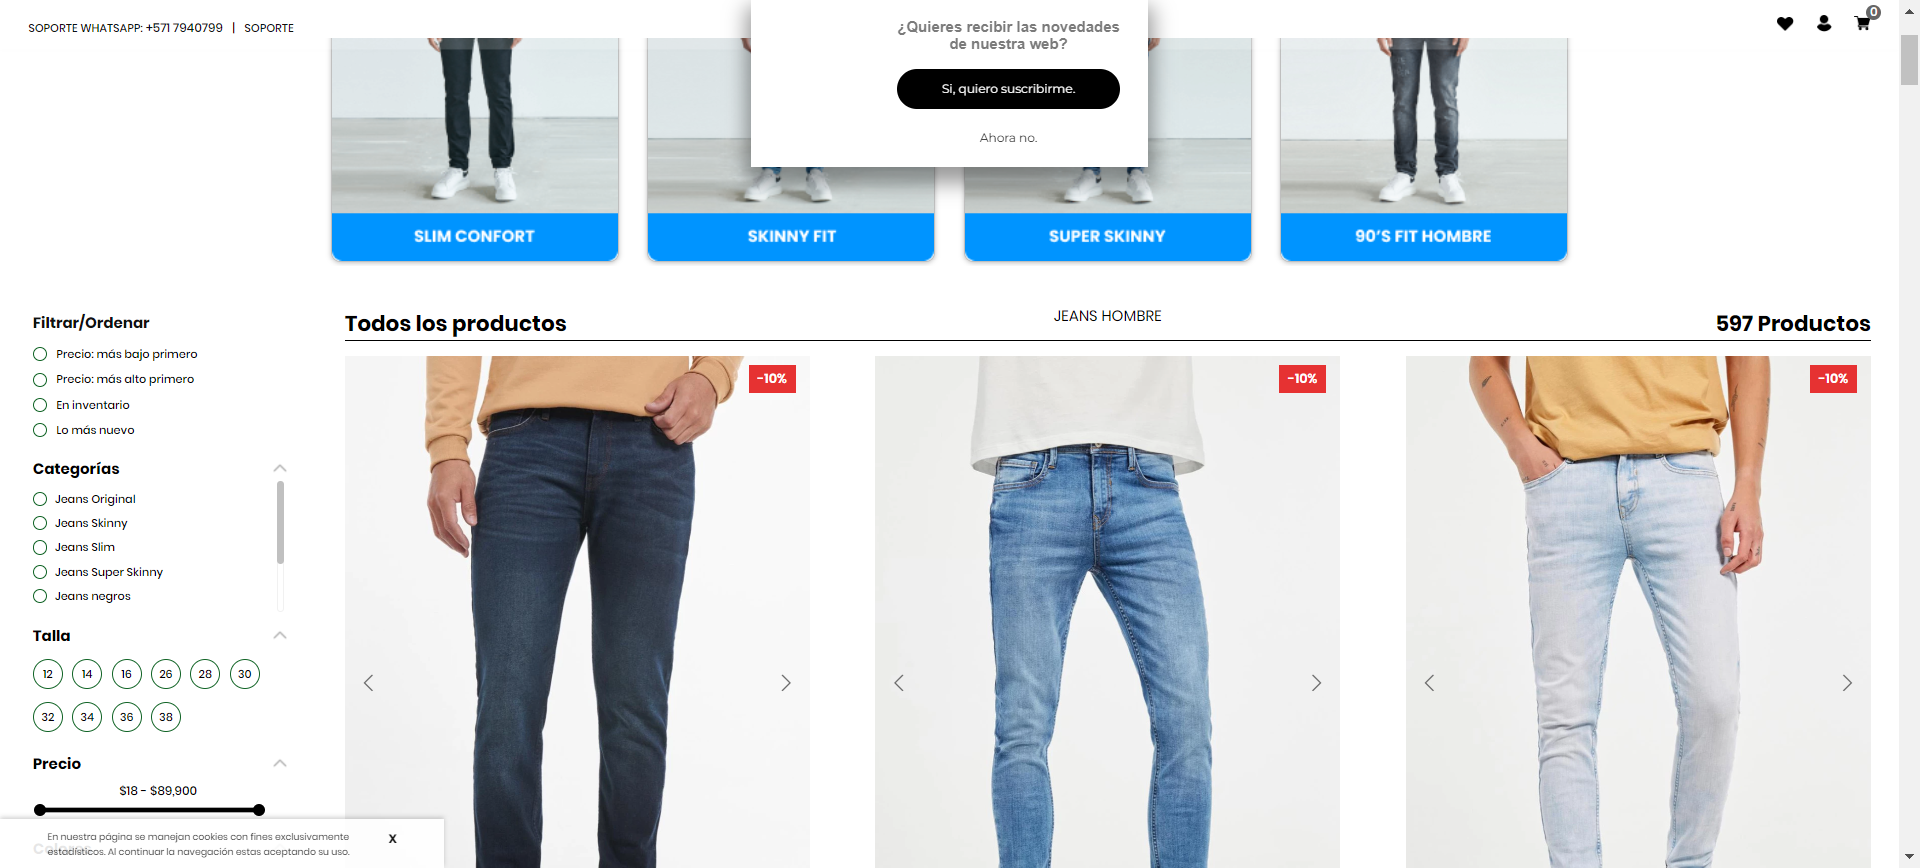 SOPORTE WHATSAPP: +571 7940799 | SOPORTE
0
¿Quieres recibir las novedades
de nuestra web?
Si, quiero suscribirme.
Ahora no.
SLIM CONFORT
SKINNY FIT
SUPER SKINNY
90'S FIT HOMBRE
Filtrar/Ordenar
Precio: más bajo primero
Precio: más alto primero
En inventario
Lo más nuevo
Categorías
Jeans Original
Jeans Skinny
Jeans Slim
Jeans Super Skinny
Jeans negros
Talla
12 14 16 26 28 30
32 34 36 38
Precio
$18 - $89,900
Todos los productos
JEANS HOMBRE
597 Productos
-10%
-10%
-10%
En nuestra página se manejan cookies con fines exclusivamente
estadísticos. Al continuar la navegación estas aceptando su uso.
X